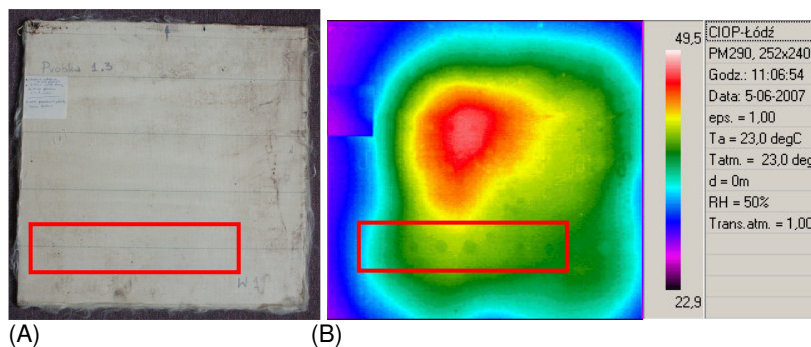 Próbka 1.3
W 1
(A)
49,5
22,9
CIOP-Łódź
PM290, 252x240
Godz.: 11:06:54
Data: 5-06-2007
eps. = 1,00
Ta = 23,0 degC
Tatm. = 23,0 deg
d = 0m
RH = 50%
Trans.atm. = 1,00
(B)